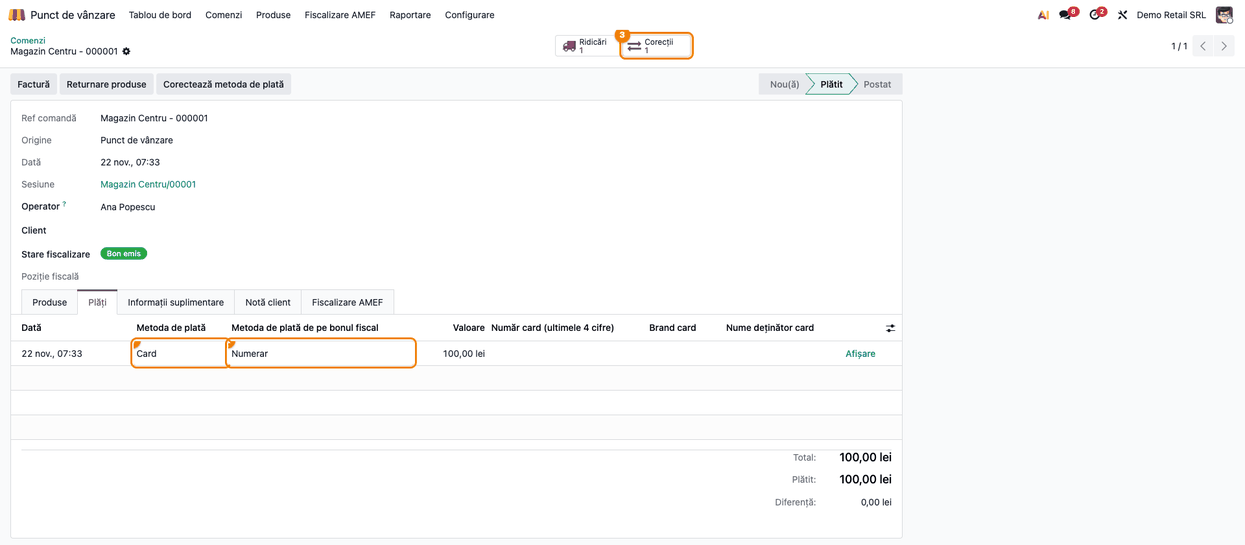 Punct de vânzare Tablou de bord Comenzi Produse Fiscalizare AMEF Raportare Configurare AI 8 2 Demo Retail SRL
Comenzi
Magazin Centru - 000001
Ridicări
1
3
Corecții
1
1 / 1
Factură Returnare produse Corectează metoda de plată Nou(ă) Plătit Postat
Ref comandă Magazin Centru - 000001
Origine Punct de vânzare
Dată 22 nov., 07:33
Sesiune Magazin Centru/00001
Operator ? Ana Popescu
Client
Stare fiscalizare Bon emis
Poziție fiscală
Produse Plăți Informații suplimentare Notă client Fiscalizare AMEF
Dată Metoda de plată Metoda de plată de pe bonul fiscal Valoare Număr card (ultimele 4 cifre) Brand card Nume deținător card
22 nov., 07:33 Card Numerar 100,00 lei Afișare
Total: 100,00 lei
Plătit: 100,00 lei
Diferență: 0,00 lei